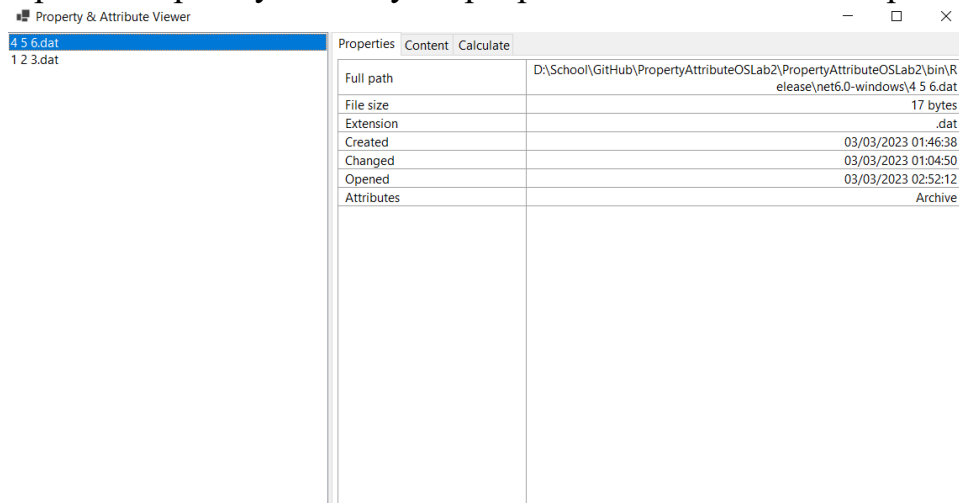 Property & Attribute Viewer
4 5 6.dat
1 2 3.dat
Properties Content Calculate
Full path D:\School\GitHub\PropertyAttributeOSLab2\PropertyAttributeOSLab2\bin\R
elease\net6.0-windows\4 5 6.dat
File size 17 bytes
Extension .dat
Created 03/03/2023 01:46:38
Changed 03/03/2023 01:04:50
Opened 03/03/2023 02:52:12
Attributes Archive